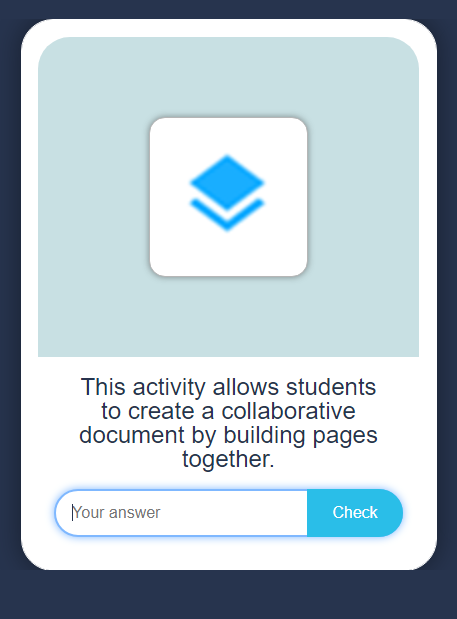 This activity allows students
to create a collaborative
document by building pages
together.
Your answer
Check